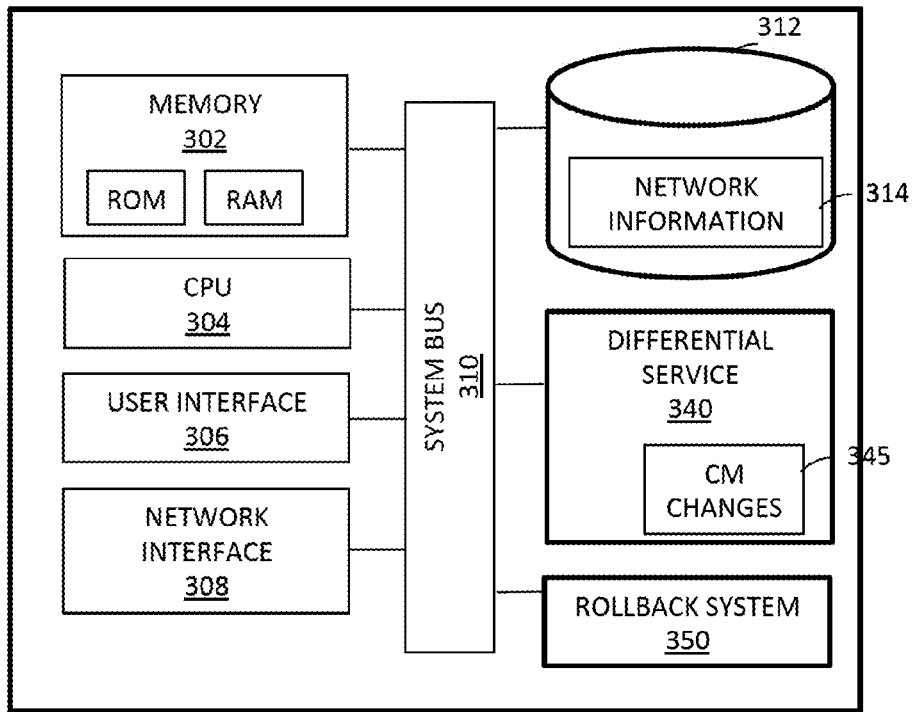 312
MEMORY
302
ROM
RAM
CPU
304
USER INTERFACE
306
NETWORK
INTERFACE
308
SYSTEM BUS
310
NETWORK
INFORMATION
314
DIFFERENTIAL
SERVICE
340
345
CM
CHANGES
ROLLBACK SYSTEM
350